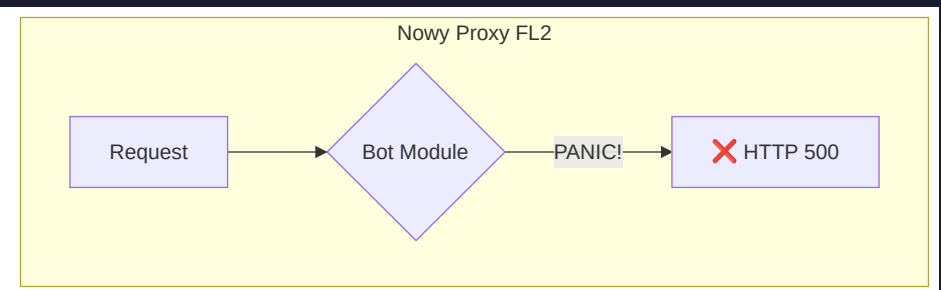 Nowy Proxy FL2
Request
Bot Module
PANIC!
❌ HTTP 500